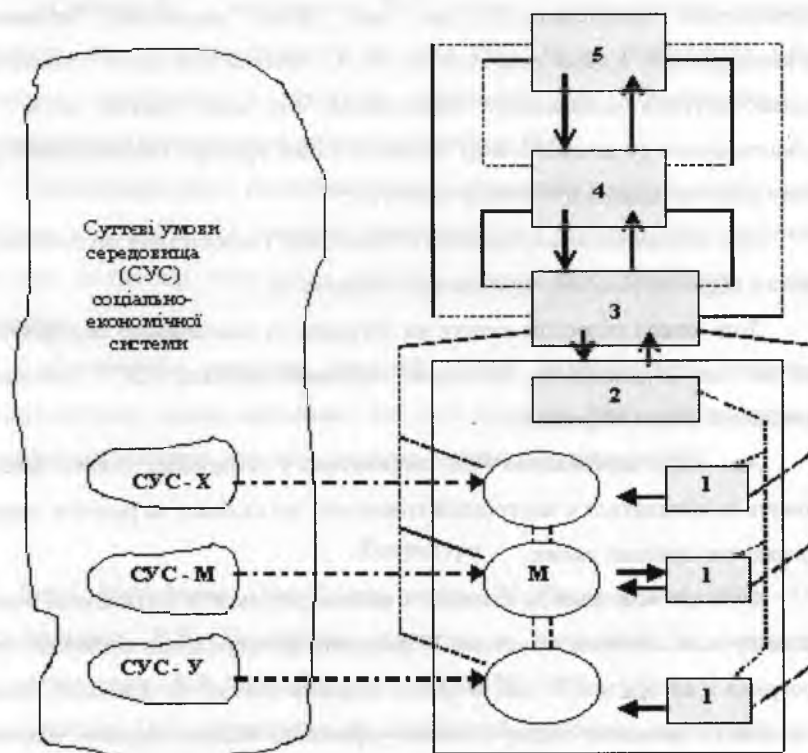 Суттєві умови
середовища
(СУС)
соціально-
економічної
системи
СУС - Х
СУС - М
СУС - У
5
4
3
2
1
М
1
1